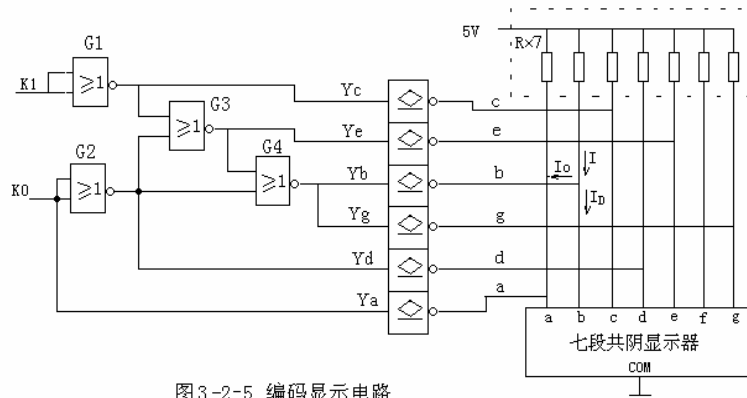 5V
R×7
G1
≥1
K1
G3
≥1
G2
≥1
K0
G4
≥1
Yc
Ye
Yb
Yg
Yd
Ya
c
e
b
g
d
a
I
Io
ID
a b c d e f g
七段共阴显示器
COM
图3-2-5 编码显示电路